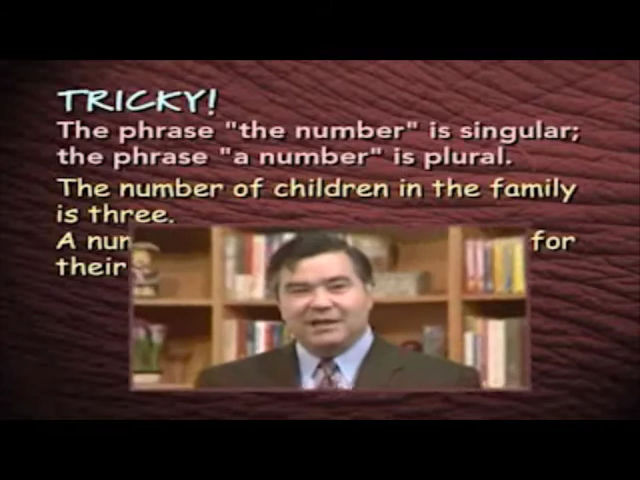 TRICKY!
The phrase "the number" is singular;
the phrase "a number" is plural.
The number of children in the family
is three.
A for
their